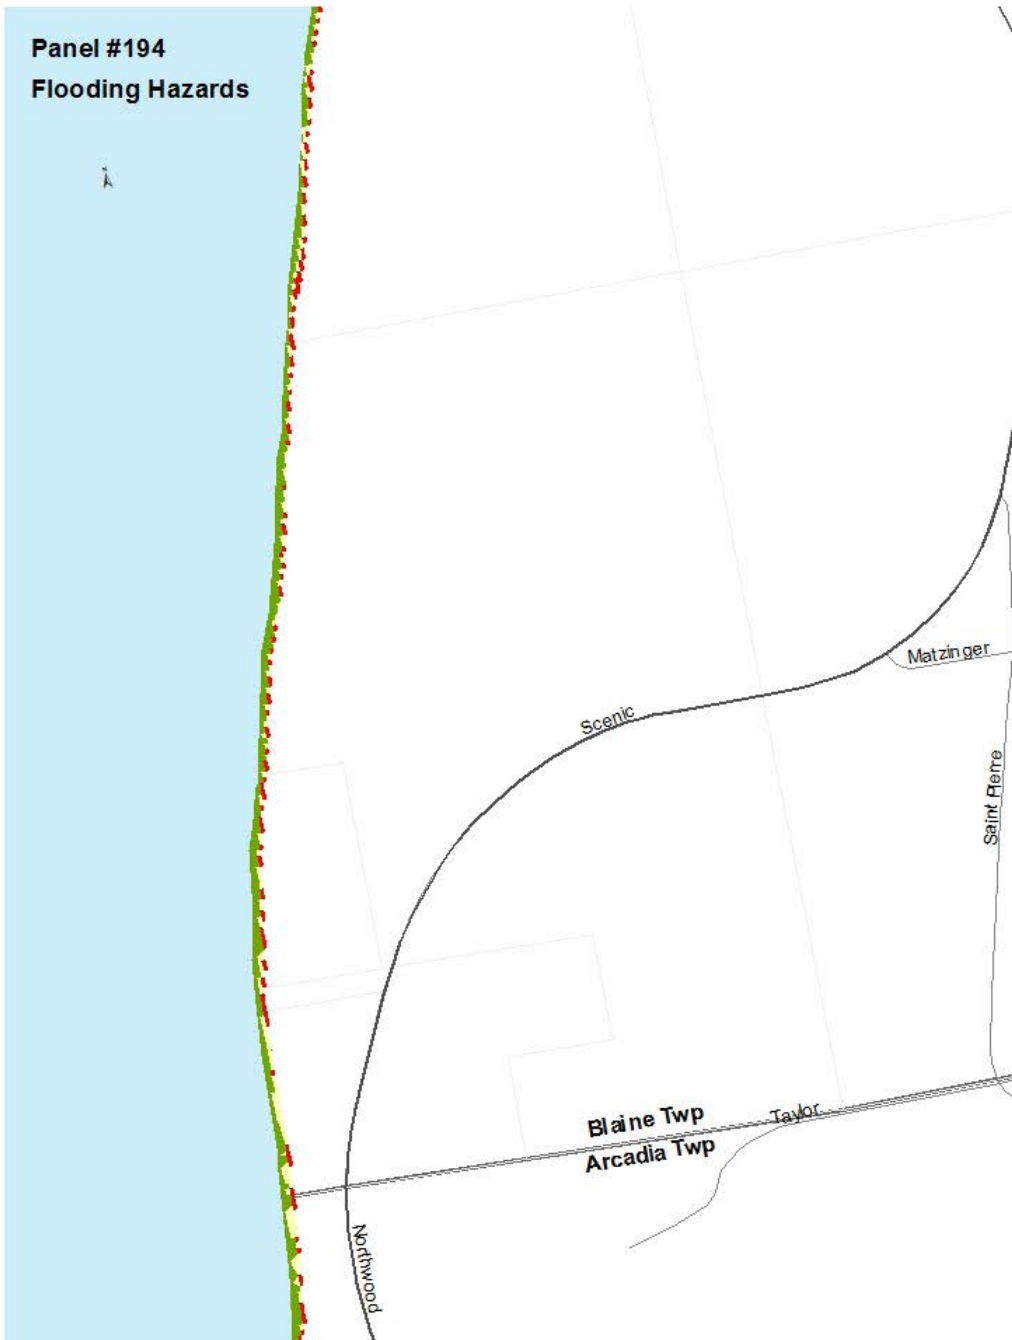 Panel #194
Flooding Hazards
Matzinger
Scenic
Saint Pierre
Blaine Twp
Taylor
Arcadia Twp
Northwood